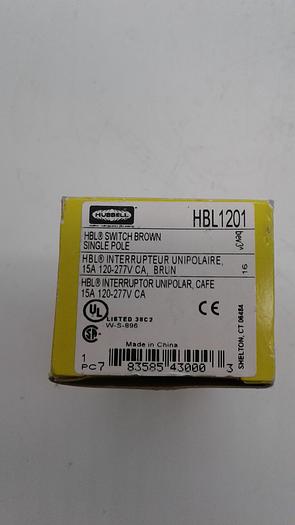 HUBBELL
HBL1201
HBL® SWITCH BROWN
SINGLE POLE
HBL® INTERRUPTEUR UNIPOLAIRE,
15A 120-277V CA, BRUN
HBL® INTERRUPTOR UNIPOLAR, CAFE
15A 120-277V CA
16
UL
LISTED 38C2
W-S-896
Made in China
SHELTON, CT 06484
1
PC
7 83585 43000 3